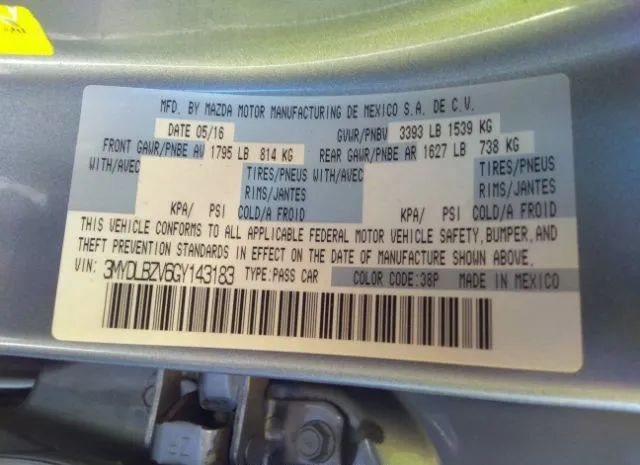 MFD. BY MAZDA MOTOR MANUFACTURING DE MEXICO S.A. DE C.V.
DATE 05/16 GVWR/PNBV 3393 LB 1539 KG
FRONT GAWR/PNBE AV 1795 LB 814 KG REAR GAWR/PNBE AR 1627 LB 738 KG
WITH/AVEC TIRES/PNEUS WITH/AVEC TIRES/PNEUS
RIMS/JANTES RIMS/JANTES
KPA/ PSI COLD/A FROID KPA/ PSI COLD/A FROID
THIS VEHICLE CONFORMS TO ALL APPLICABLE FEDERAL MOTOR VEHICLE SAFETY, BUMPER, AND
THEFT PREVENTION STANDARDS IN EFFECT ON THE DATE OF MANUFACTURE SHOWN ABOVE.
VIN: 3MYDLBZV6GY143183 TYPE:PASS CAR COLOR CODE:38P MADE IN MEXICO